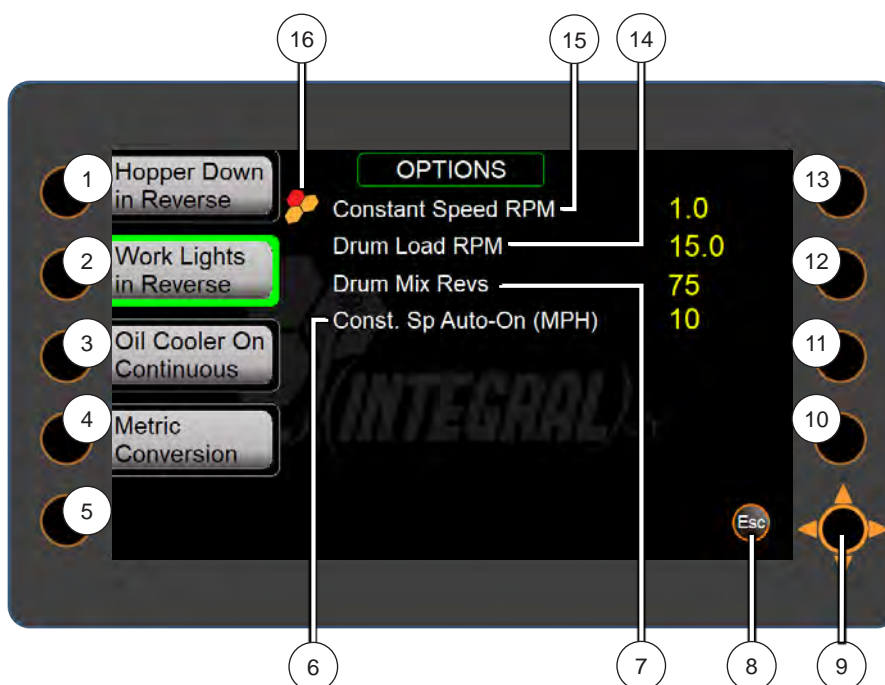 16
15
14
1
Hopper Down
in Reverse
OPTIONS
13
Constant Speed RPM
1.0
2
Work Lights
in Reverse
Drum Load RPM
15.0
12
Drum Mix Revs
75
3
Oil Cooler On
Continuous
Const. Sp Auto-On (MPH)
10
11
4
Metric
Conversion
INTEGRAL
10
5
Esc
6
7
8
9